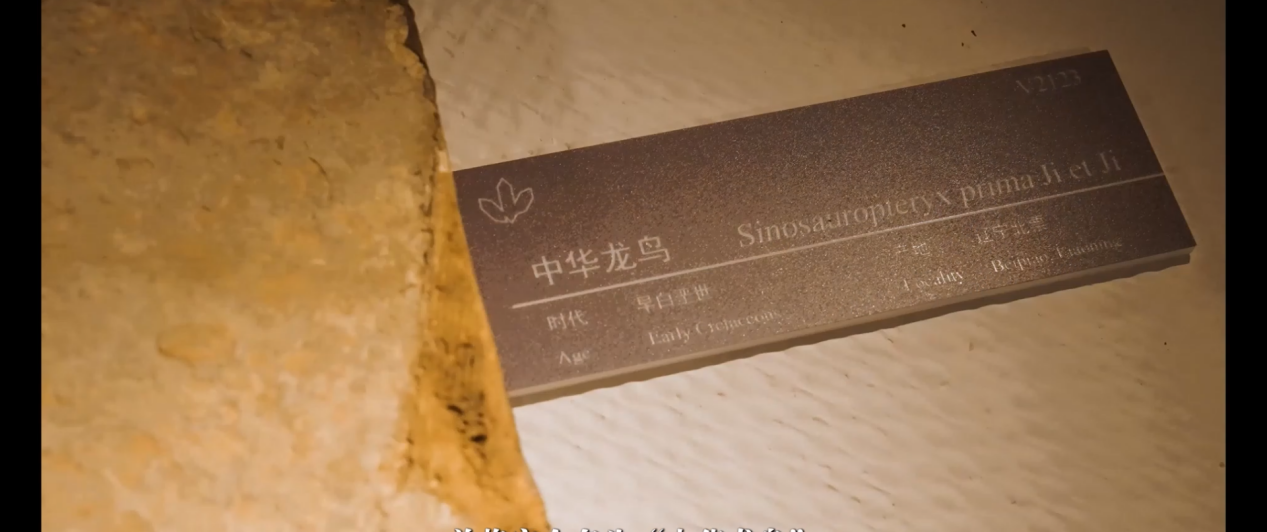 V2123
中华龙鸟 Sinosauropteryx prima Ji et Ji
时代 早白垩世 产地 辽宁北票
Age Early Cretaceous Locality Beipiao Liaoning